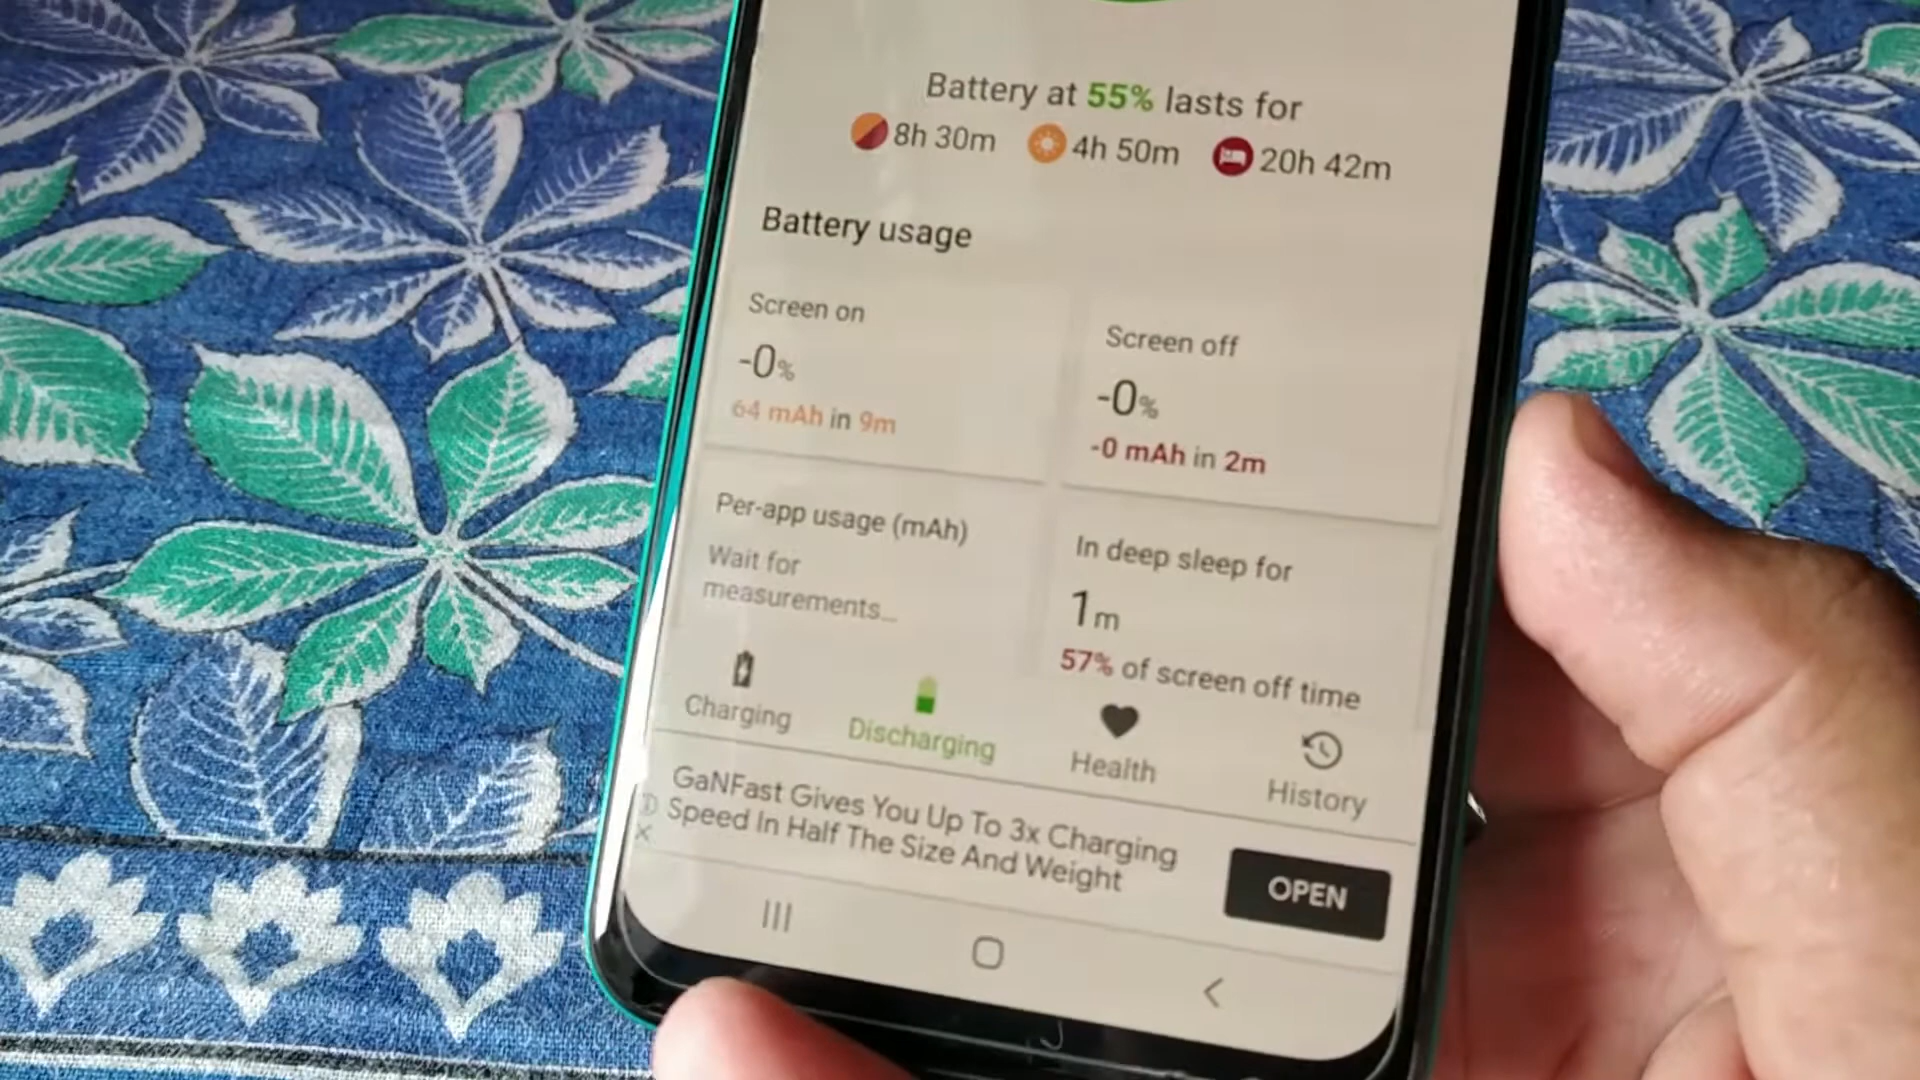 Battery at 55% lasts for
8h 30m 4h 50m 20h 42m
Battery usage
Screen on
-0%
64 mAh in 9m
Screen off
-0%
-0 mAh in 2m
Per-app usage (mAh)
Wait for
measurements...
In deep sleep for
1m
57% of screen off time
Charging
Discharging
Health
History
GaNFast Gives You Up To 3x Charging
Speed In Half The Size And Weight
OPEN